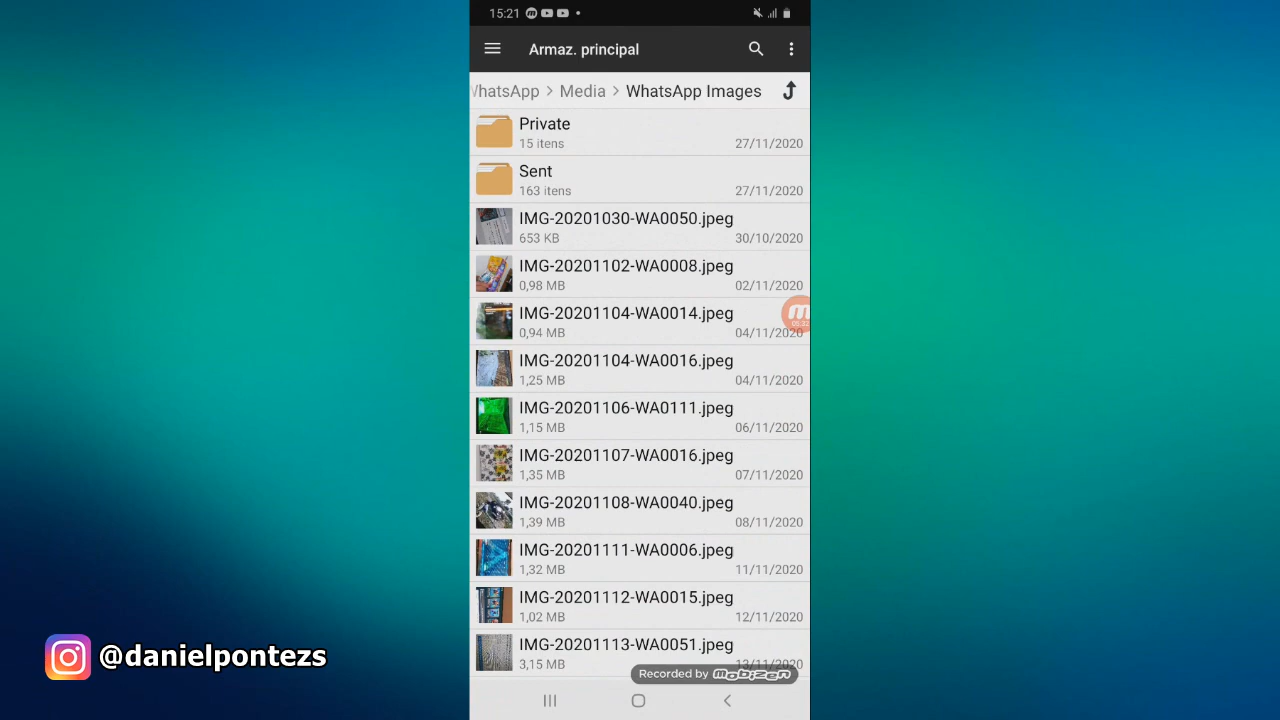 15:21
Armaz. principal
WhatsApp > Media > WhatsApp Images
Private
15 itens 27/11/2020
Sent
163 itens 27/11/2020
IMG-20201030-WA0050.jpeg
653 KB 30/10/2020
IMG-20201102-WA0008.jpeg
0,98 MB 02/11/2020
IMG-20201104-WA0014.jpeg
0,94 MB 04/11/2020
IMG-20201104-WA0016.jpeg
1,25 MB 04/11/2020
IMG-20201106-WA0111.jpeg
1,15 MB 06/11/2020
IMG-20201107-WA0016.jpeg
1,35 MB 07/11/2020
IMG-20201108-WA0040.jpeg
1,39 MB 08/11/2020
IMG-20201111-WA0006.jpeg
1,32 MB 11/11/2020
IMG-20201112-WA0015.jpeg
1,02 MB 12/11/2020
IMG-20201113-WA0051.jpeg
3,15 MB 13/11/2020
Recorded by mobizen
@danielpontezs